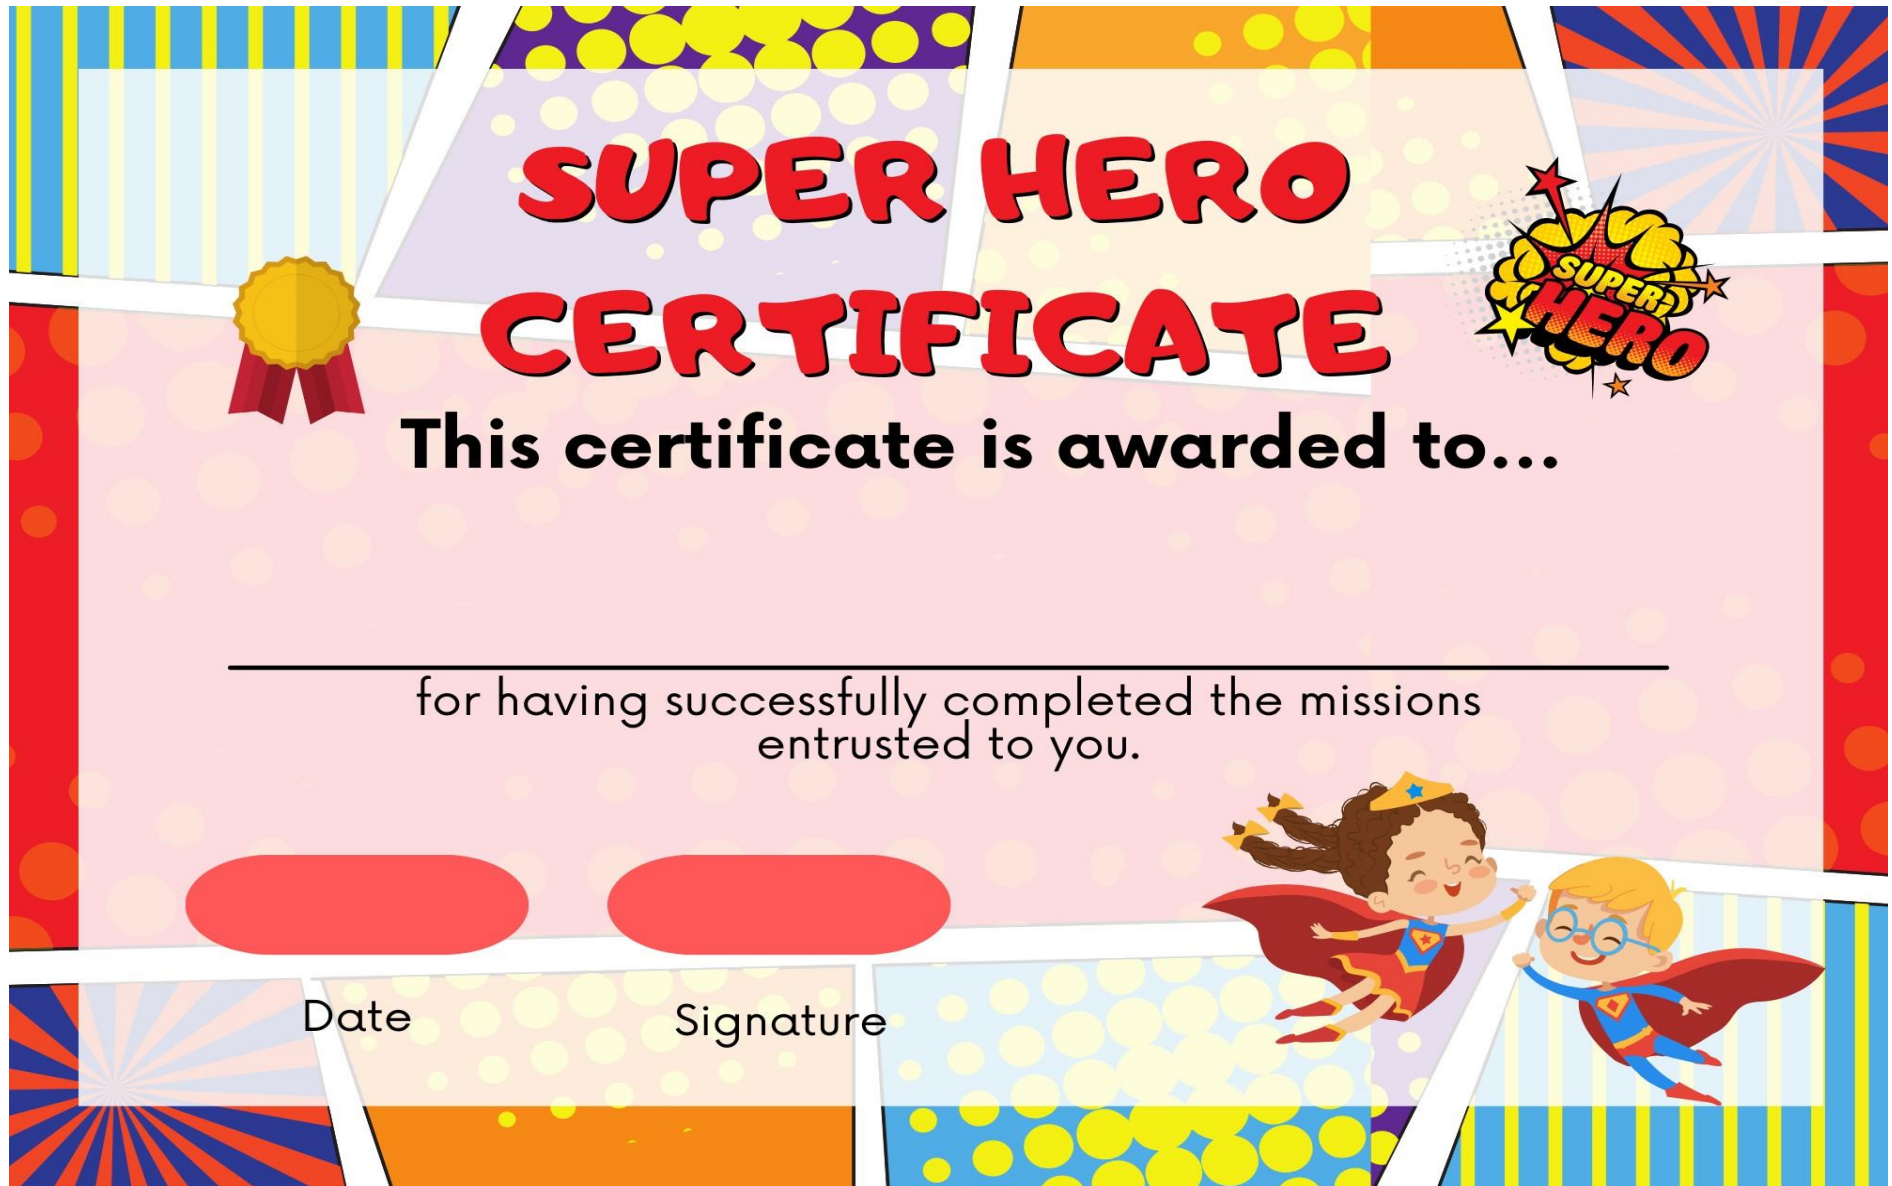 SUPER HERO
CERTIFICATE
SUPER
HERO
This certificate is awarded to...
for having successfully completed the missions
entrusted to you.
Date
Signature